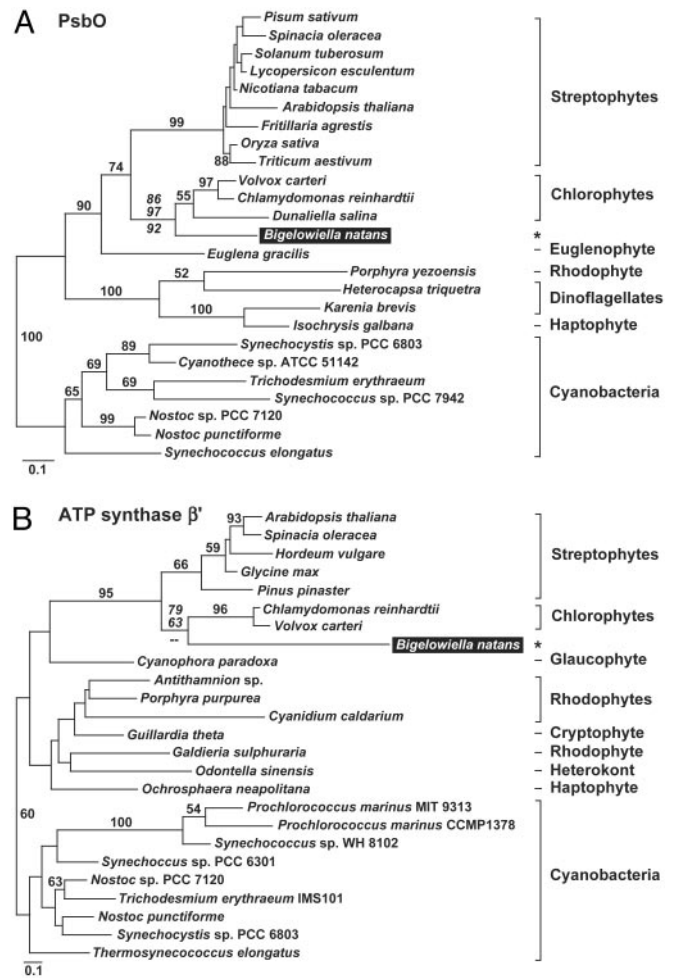 A PsbO
Pisum sativum
Spinacia oleracea
Solanum tuberosum
Lycopersicon esculentum
Nicotiana tabacum
Streptophytes
99
Arabidopsis thaliana
Fritillaria agrestis
Oryza sativa
88 Triticum aestivum
74
97 Volvox carteri
86 55 Chlamydomonas reinhardtii Chlorophytes
90 97 Dunaliella salina
92 Bigelowiella natans *
Euglena gracilis – Euglenophyte
52 Porphyra yezoensis – Rhodophyte
100 Heterocapsa triquetra
Dinoflagellates
100 Karenia brevis
Isochrysis galbana – Haptophyte
100
89 Synechocystis sp. PCC 6803
69 Cyanothece sp. ATCC 51142
69 Trichodesmium erythraeum
65 Synechococcus sp. PCC 7942 Cyanobacteria
99 Nostoc sp. PCC 7120
Nostoc punctiforme
Synechococcus elongatus
0.1
B ATP synthase β'
93 Arabidopsis thaliana
Spinacia oleracea
59 Hordeum vulgare Streptophytes
66 Glycine max
Pinus pinaster
95
79 96 Chlamydomonas reinhardtii
63 Volvox carteri Chlorophytes
-- Bigelowiella natans *
Cyanophora paradoxa – Glaucophyte
Antithamnion sp.
Porphyra purpurea Rhodophytes
Cyanidium caldarium
Guillardia theta – Cryptophyte
Galdieria sulphuraria – Rhodophyte
Odontella sinensis – Heterokont
Ochrosphaera neapolitana – Haptophyte
60
54 Prochlorococcus marinus MIT 9313
100 Prochlorococcus marinus CCMP1378
Synechococcus sp. WH 8102
Synechoccus sp. PCC 6301
63 Nostoc sp. PCC 7120 Cyanobacteria
Trichodesmium erythraeum IMS101
Nostoc punctiforme
Synechocystis sp. PCC 6803
Thermosynecococcus elongatus
0.1